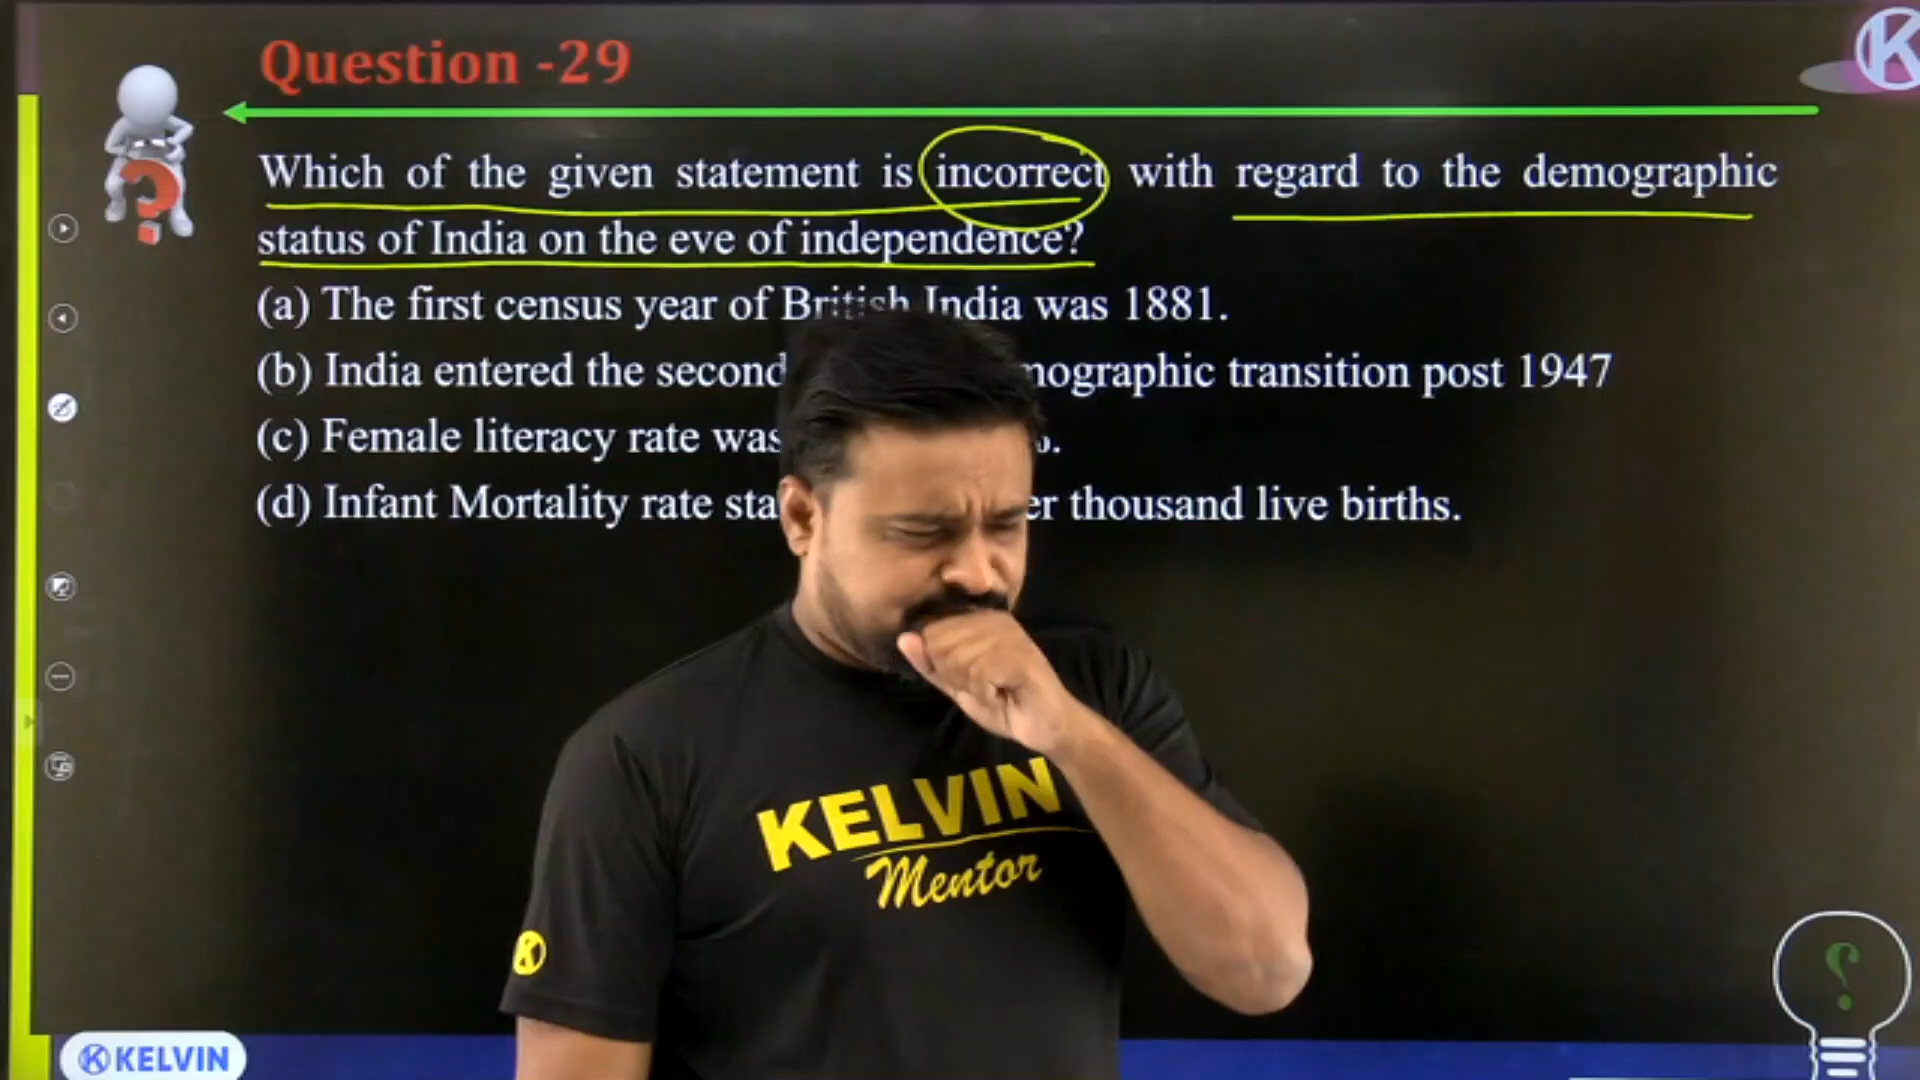 Question -29
Which of the given statement is incorrect with regard to the demographic
status of India on the eve of independence?
(a) The first census year of British India was 1881.
(b) India entered the second mographic transition post 1947
(c) Female literacy rate was
(d) Infant Mortality rate thousand live births.
KELVIN
Mentor
K
K
KELVIN